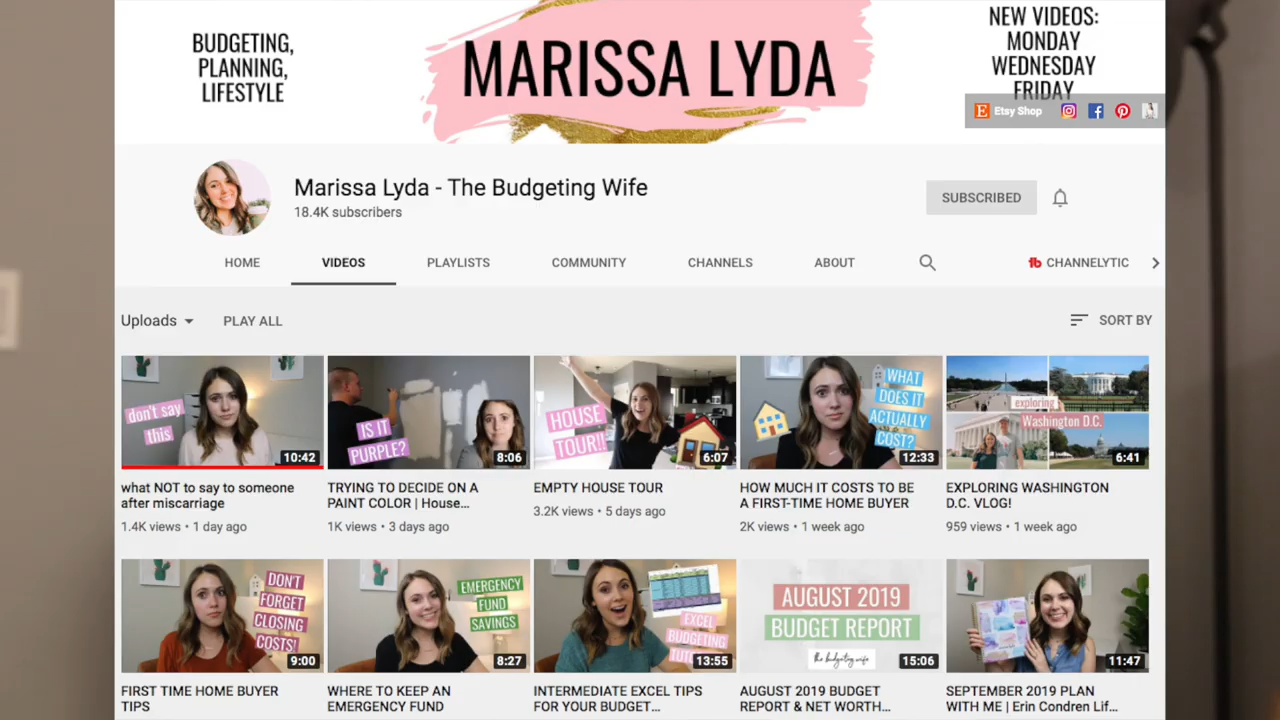 BUDGETING,
PLANNING,
LIFESTYLE
MARISSA LYDA
NEW VIDEOS:
MONDAY
WEDNESDAY
FRIDAY
Etsy Shop
Marissa Lyda - The Budgeting Wife
18.4K subscribers
SUBSCRIBED
HOME VIDEOS PLAYLISTS COMMUNITY CHANNELS ABOUT CHANNELYTIC
Uploads PLAY ALL SORT BY
don't say
this
10:42
what NOT to say to someone
after miscarriage
1.4K views • 1 day ago
IS IT
PURPLE?
8:06
TRYING TO DECIDE ON A
PAINT COLOR | House...
1K views • 3 days ago
HOUSE
TOUR!!
6:07
EMPTY HOUSE TOUR
3.2K views • 5 days ago
WHAT
DOES IT
ACTUALLY
COST?
12:33
HOW MUCH IT COSTS TO BE
A FIRST-TIME HOME BUYER
2K views • 1 week ago
exploring
Washington D.C.
6:41
EXPLORING WASHINGTON
D.C. VLOG!
959 views • 1 week ago
DON'T
FORGET
CLOSING
COSTS!
9:00
FIRST TIME HOME BUYER
TIPS
EMERGENCY
FUND
SAVINGS
8:27
WHERE TO KEEP AN
EMERGENCY FUND
EXCEL
BUDGETING
13:55
INTERMEDIATE EXCEL TIPS
FOR YOUR BUDGET...
AUGUST 2019
BUDGET REPORT
the budgeting wife
15:06
AUGUST 2019 BUDGET
REPORT & NET WORTH...
11:47
SEPTEMBER 2019 PLAN
WITH ME | Erin Condren Lif...